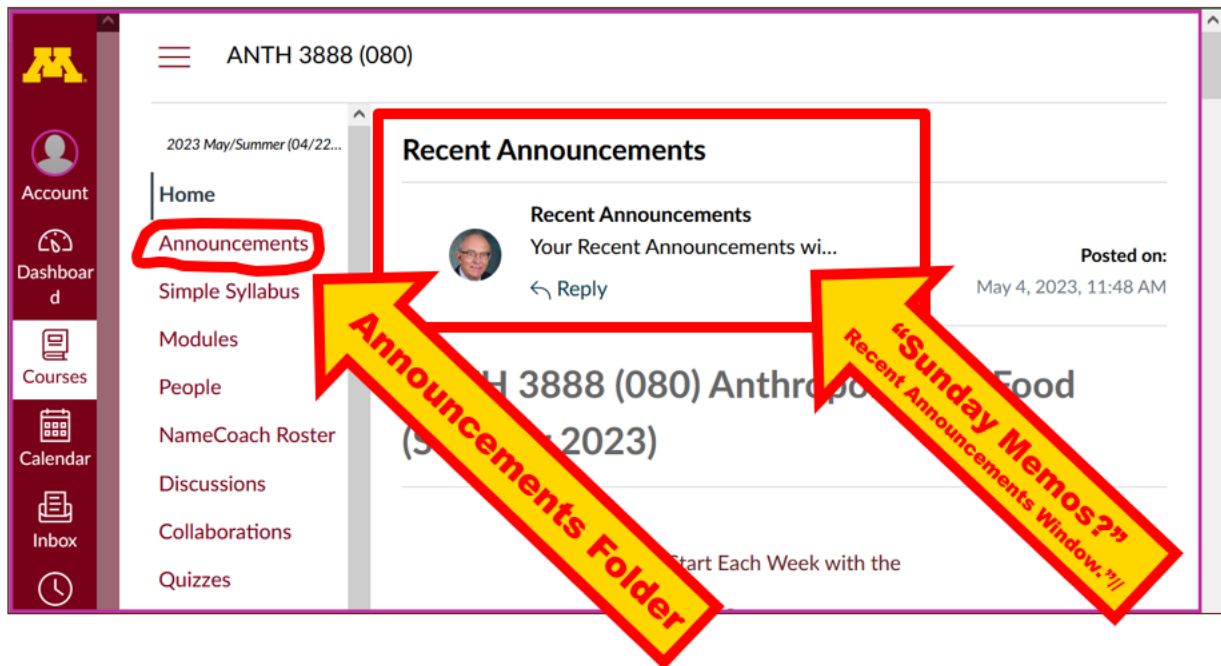 M
ANTH 3888 (080)
Account
Dashboar
d
Courses
Calendar
Inbox
2023 May/Summer (04/22...
Home
Announcements
Simple Syllabus
Modules
People
NameCoach Roster
Discussions
Collaborations
Quizzes
Recent Announcements
Recent Announcements
Your Recent Announcements wi...
Reply
Posted on:
May 4, 2023, 11:48 AM
H 3888 (080) Anthropo Food
(S 2023)
Start Each Week with the
Announcements Folder
“Sunday Memos?”
Recent Announcements Window.”//